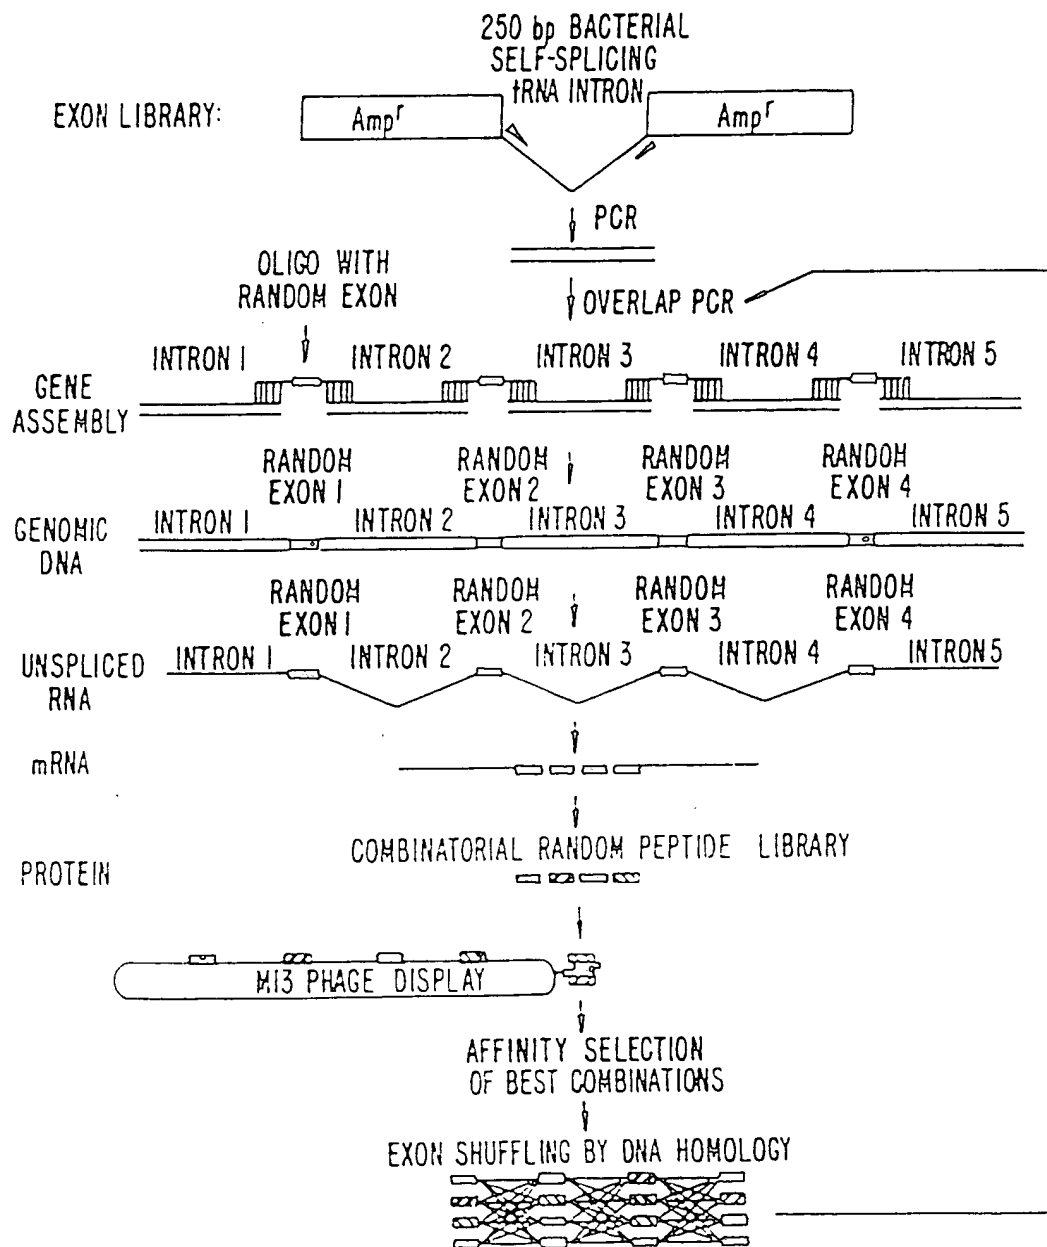 250 bp BACTERIAL
SELF-SPLICING
tRNA INTRON
EXON LIBRARY:
Ampʳ
Ampʳ
PCR
OLIGO WITH
RANDOM EXON
OVERLAP PCR
INTRON 1 INTRON 2 INTRON 3 INTRON 4 INTRON 5
GENE
ASSEMBLY
RANDOM EXON 1
RANDOM EXON 2
RANDOM EXON 3
RANDOM EXON 4
INTRON 1 INTRON 2 INTRON 3 INTRON 4 INTRON 5
GENOMIC
DNA
RANDOM EXON 1
RANDOM EXON 2
RANDOM EXON 3
RANDOM EXON 4
INTRON 1 INTRON 2 INTRON 3 INTRON 4 INTRON 5
UNSPLICED
RNA
mRNA
COMBINATORIAL RANDOM PEPTIDE LIBRARY
PROTEIN
M13 PHAGE DISPLAY
AFFINITY SELECTION
OF BEST COMBINATIONS
EXON SHUFFLING BY DNA HOMOLOGY